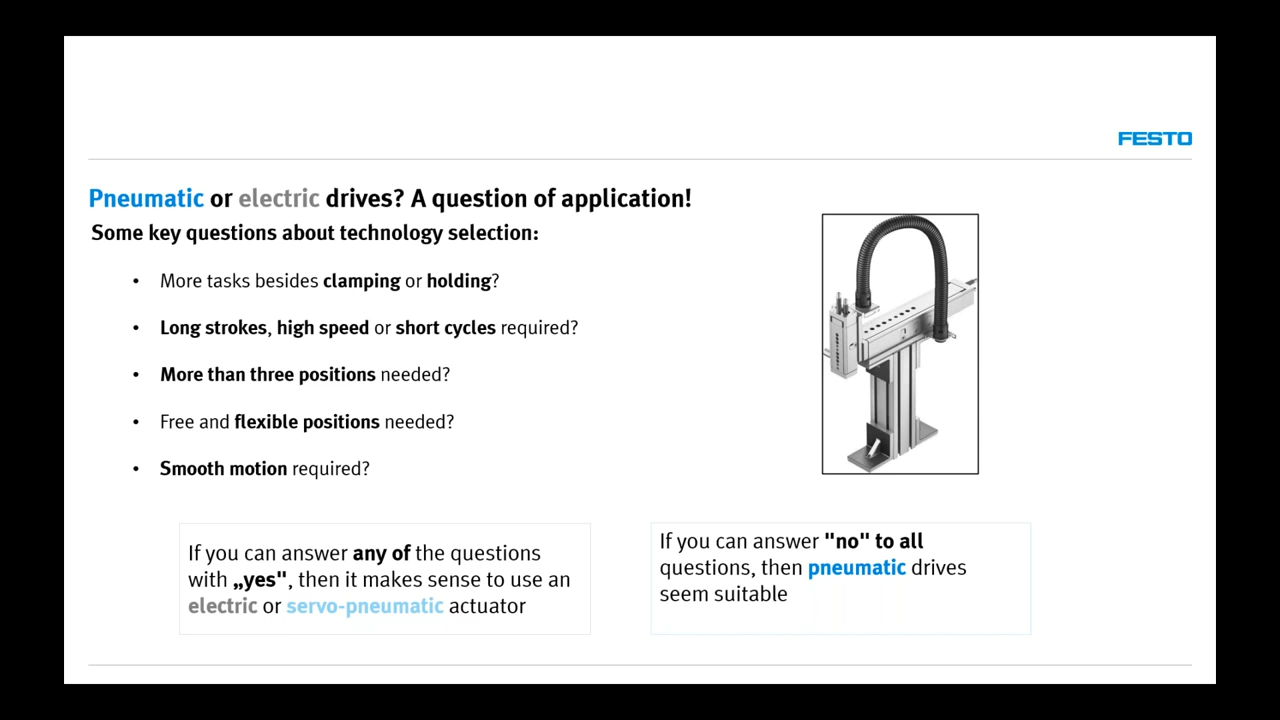 FESTO
Pneumatic or electric drives? A question of application!
Some key questions about technology selection:
• More tasks besides clamping or holding?
• Long strokes, high speed or short cycles required?
• More than three positions needed?
• Free and flexible positions needed?
• Smooth motion required?
If you can answer any of the questions
with „yes", then it makes sense to use an
electric or servo-pneumatic actuator
If you can answer "no" to all
questions, then pneumatic drives
seem suitable